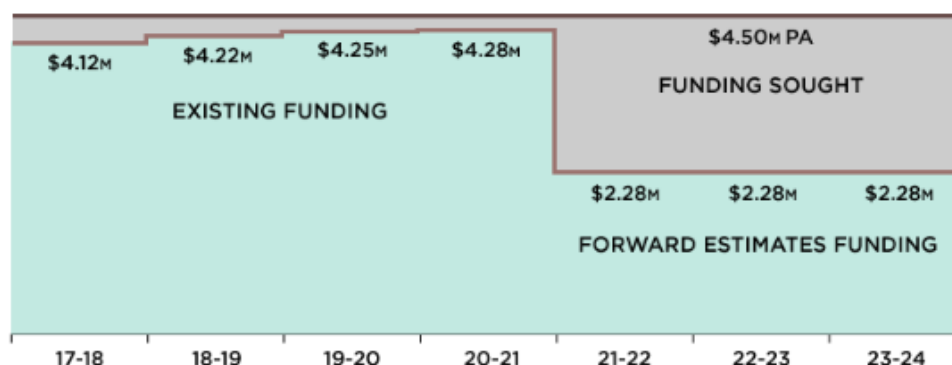 $4.50M PA
$4.12M $4.22M $4.25M $4.28M
FUNDING SOUGHT
EXISTING FUNDING
$2.28M $2.28M $2.28M
FORWARD ESTIMATES FUNDING
17-18 18-19 19-20 20-21 21-22 22-23 23-24